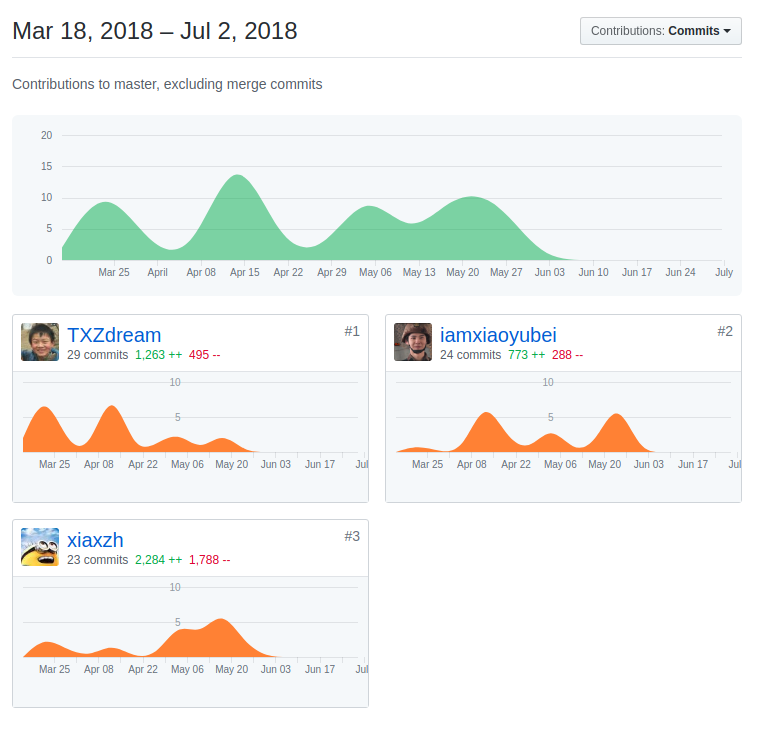 Mar 18, 2018 – Jul 2, 2018
Contributions: Commits
Contributions to master, excluding merge commits
20
15
10
5
0
Mar 25 April Apr 08 Apr 15 Apr 22 Apr 29 May 06 May 13 May 20 May 27 Jun 03 Jun 10 Jun 17 Jun 24 July
TXZdream
#1
29 commits 1,263 ++ 495 --
10
5
Mar 25 Apr 08 Apr 22 May 06 May 20 Jun 03 Jun 17 Jul
iamxiaoyubei
#2
24 commits 773 ++ 288 --
10
5
Mar 25 Apr 08 Apr 22 May 06 May 20 Jun 03 Jun 17 Jul
xiaxzh
#3
23 commits 2,284 ++ 1,788 --
10
5
Mar 25 Apr 08 Apr 22 May 06 May 20 Jun 03 Jun 17 Jul